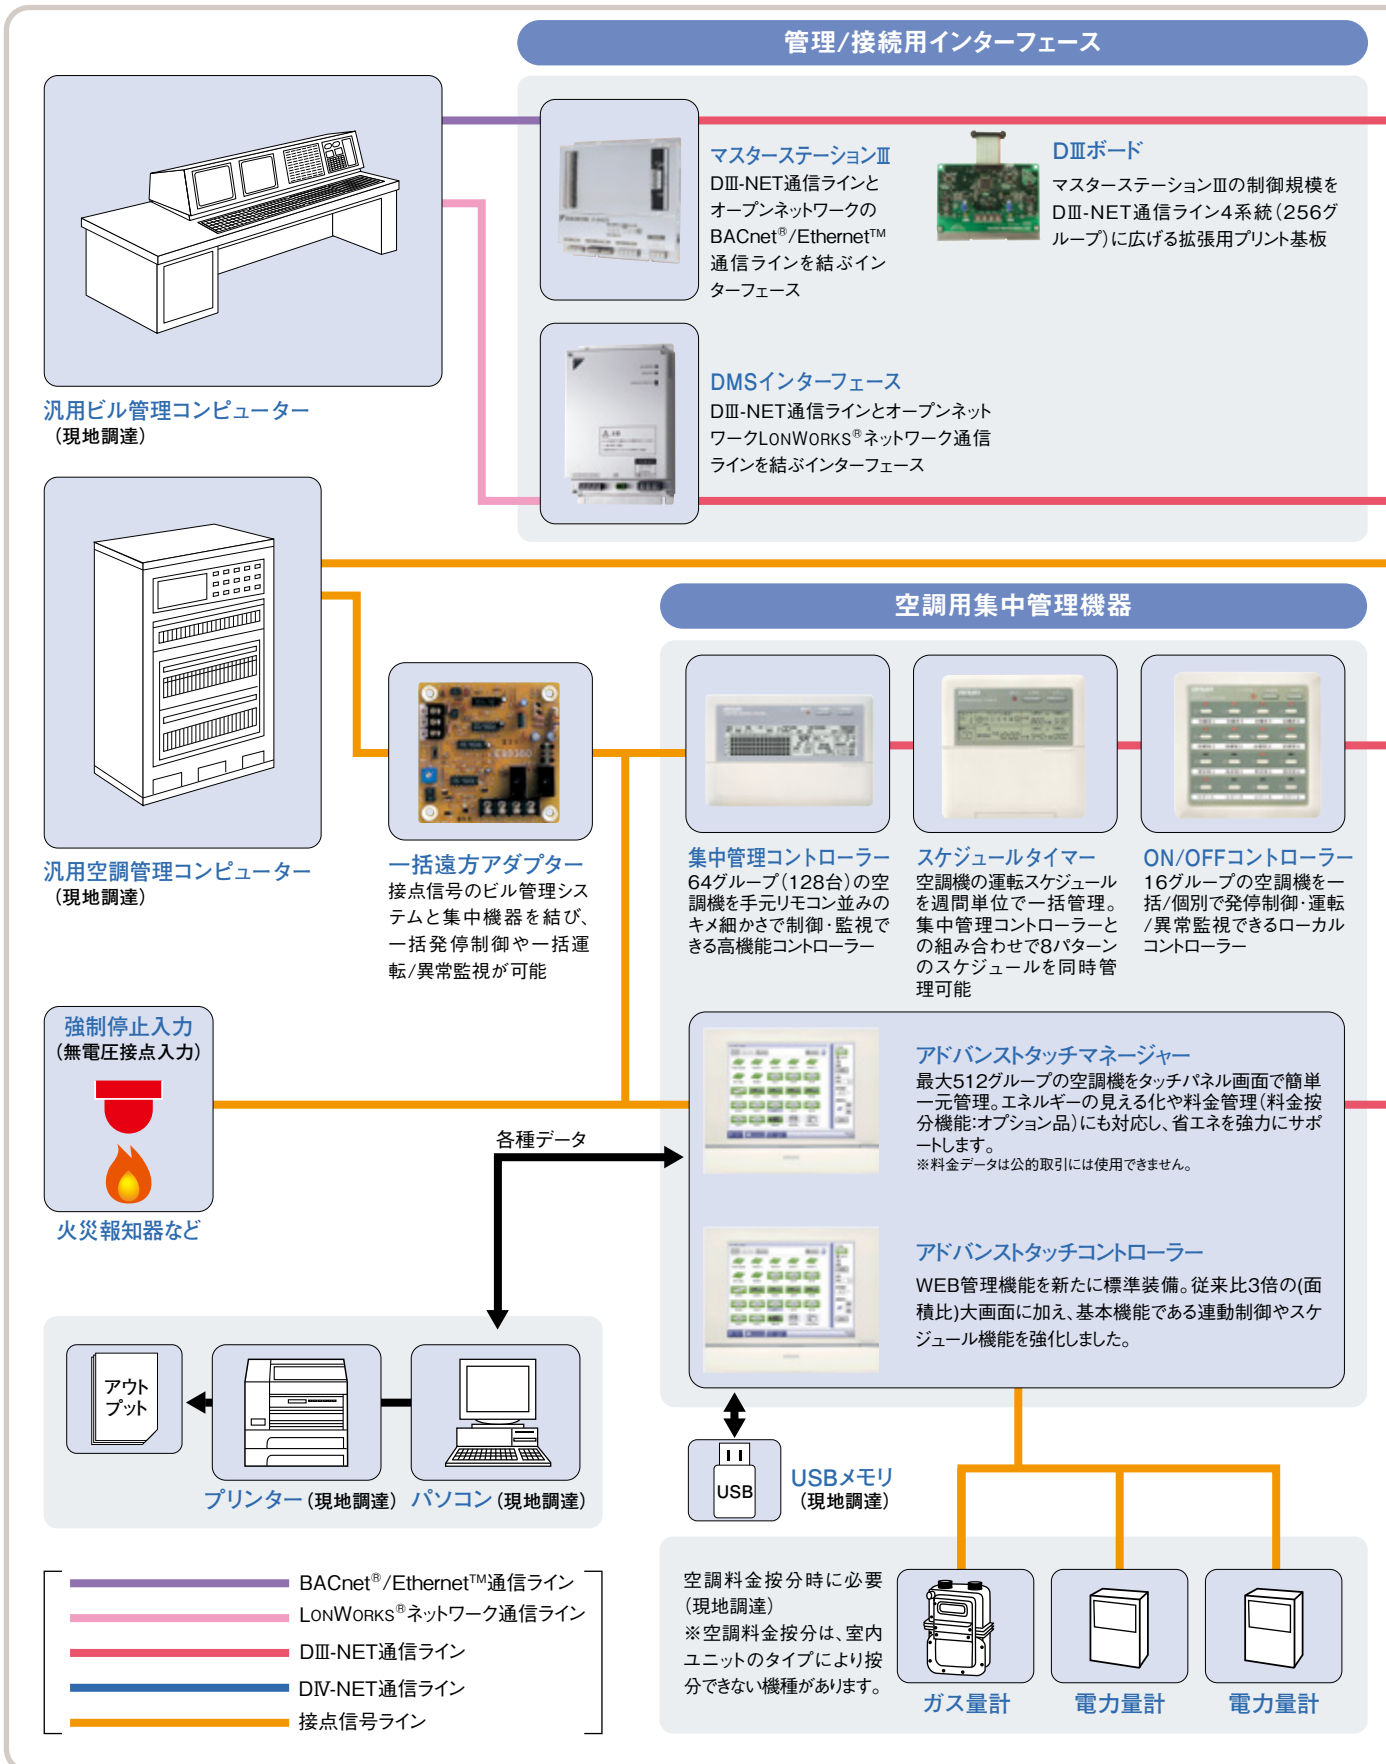 管理/接続用インターフェース
マスターステーションⅢ
DⅢ-NET通信ラインと
オープンネットワークの
BACnet®/Ethernet™
通信ラインを結ぶイン
ターフェース
DⅢボード
マスターステーションⅢの制御規模を
DⅢ-NET通信ライン4系統(256グ
ループ)に広げる拡張用プリント基板
DMSインターフェース
DⅢ-NET通信ラインとオープンネット
ワークLONWORKS®ネットワーク通信
ラインを結ぶインターフェース
汎用ビル管理コンピューター
(現地調達)
汎用空調管理コンピューター
(現地調達)
空調用集中管理機器
一括遠方アダプター
接点信号のビル管理シス
テムと集中機器を結び、
一括発停制御や一括運
転/異常監視が可能
集中管理コントローラー
64グループ(128台)の空
調機を手元リモコン並みの
キメ細かさで制御・監視で
きる高機能コントローラー
スケジュールタイマー
空調機の運転スケジュール
を週間単位で一括管理。
集中管理コントローラーと
の組み合わせで8パターン
のスケジュールを同時管
理可能
ON/OFFコントローラー
16グループの空調機を一
括/個別で発停制御・運転
/異常監視できるローカル
コントローラー
強制停止入力
(無電圧接点入力)
火災報知器など
各種データ
アドバンストタッチマネージャー
最大512グループの空調機をタッチパネル画面で簡単
一元管理。エネルギーの見える化や料金管理(料金按
分機能:オプション品)にも対応し、省エネを強力にサポ
ートします。
※料金データは公的取引には使用できません。
アドバンストタッチコントローラー
WEB管理機能を新たに標準装備。従来比3倍の(面
積比)大画面に加え、基本機能である連動制御やスケ
ジュール機能を強化しました。
アウト
プット
プリンター(現地調達)
パソコン(現地調達)
USB
USBメモリ
(現地調達)
BACnet®/Ethernet™通信ライン
LONWORKS®ネットワーク通信ライン
DⅢ-NET通信ライン
DⅣ-NET通信ライン
接点信号ライン
空調料金按分時に必要
(現地調達)
※空調料金按分は、室内
ユニットのタイプにより按
分できない機種があります。
ガス量計
電力量計
電力量計